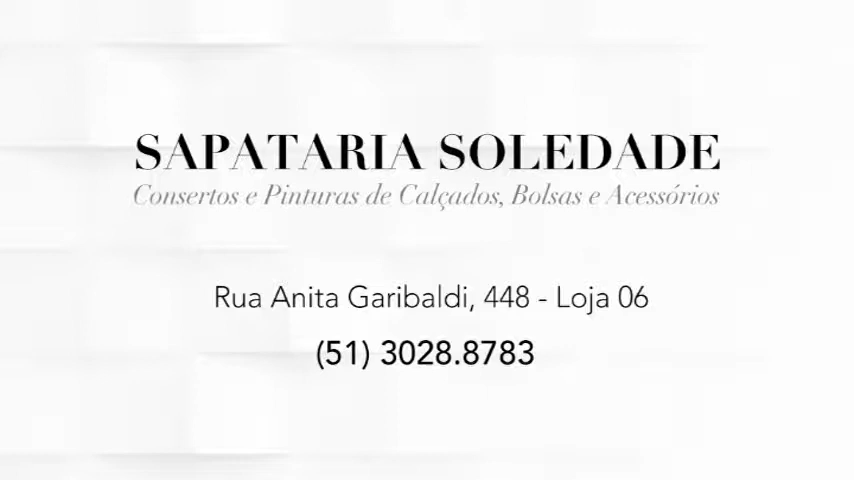 SAPATARIA SOLEDADE
Consertos e Pinturas de Calçados, Bolsas e Acessórios
Rua Anita Garibaldi, 448 - Loja 06
(51) 3028.8783